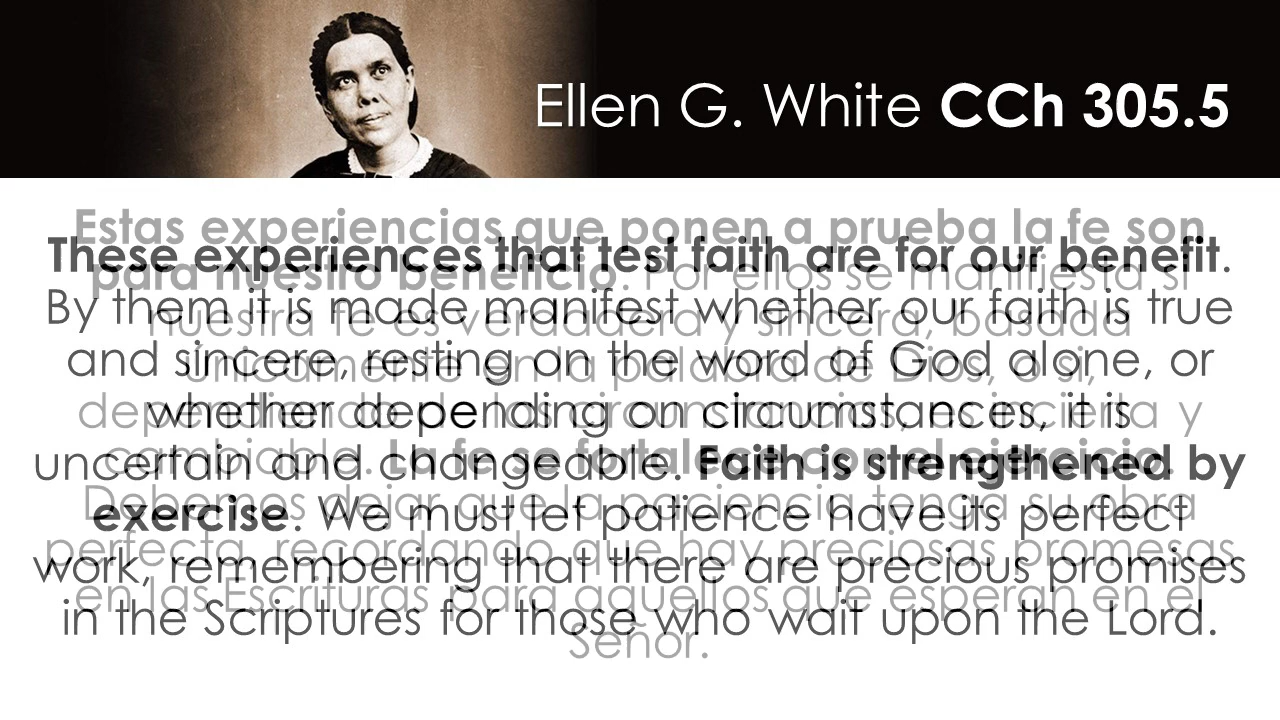 Ellen G. White CCh 305.5
These experiences that test faith are for our benefit.
By them it is made manifest whether our faith is true
and sincere, resting on the word of God alone, or
whether depending on circumstances, it is
uncertain and changeable. Faith is strengthened by
exercise. We must let patience have its perfect
work, remembering that there are precious promises
in the Scriptures for those who wait upon the Lord.
Estas experiencias que ponen a prueba la fe son
para nuestro beneficio. Por ellos se manifiesta si
nuestra fe es verdadera y sincera, basada
únicamente en la palabra de Dios, o si,
dependiendo de las circunstancias, es incierta y
cambiable. La fe se fortalece con el ejercicio.
Debemos dejar que la paciencia tenga su obra
perfecta, recordando que hay preciosas promesas
en las Escrituras para aquellos que esperan en el
Señor.